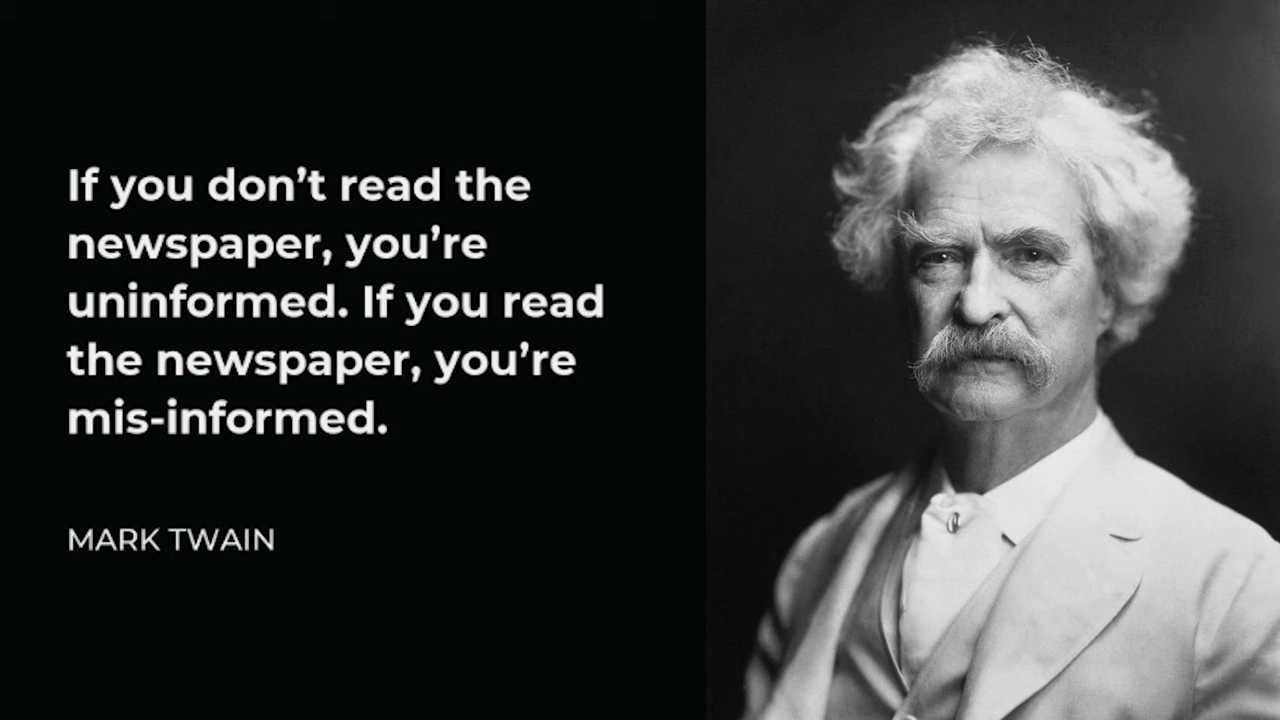 If you don’t read the
newspaper, you’re
uninformed. If you read
the newspaper, you’re
mis-informed.
MARK TWAIN